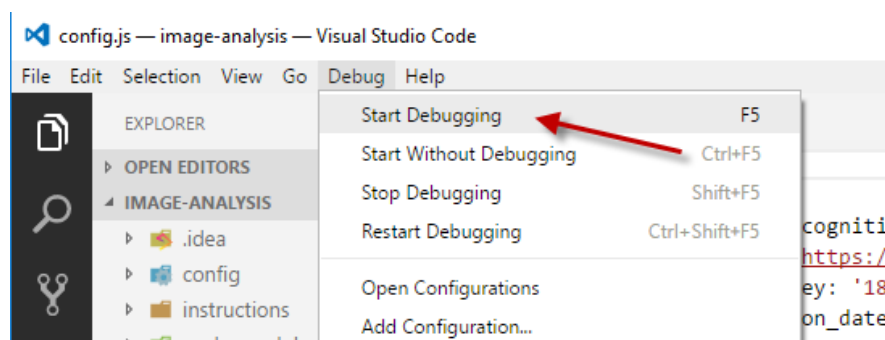 config.js — image-analysis — Visual Studio Code
File Edit Selection View Go Debug Help
EXPLORER
OPEN EDITORS
IMAGE-ANALYSIS
.idea
config
instructions
Start Debugging F5
Start Without Debugging Ctrl+F5
Stop Debugging Shift+F5
Restart Debugging Ctrl+Shift+F5
Open Configurations
Add Configuration...
cogniti
https:/
ey: '18
on_date